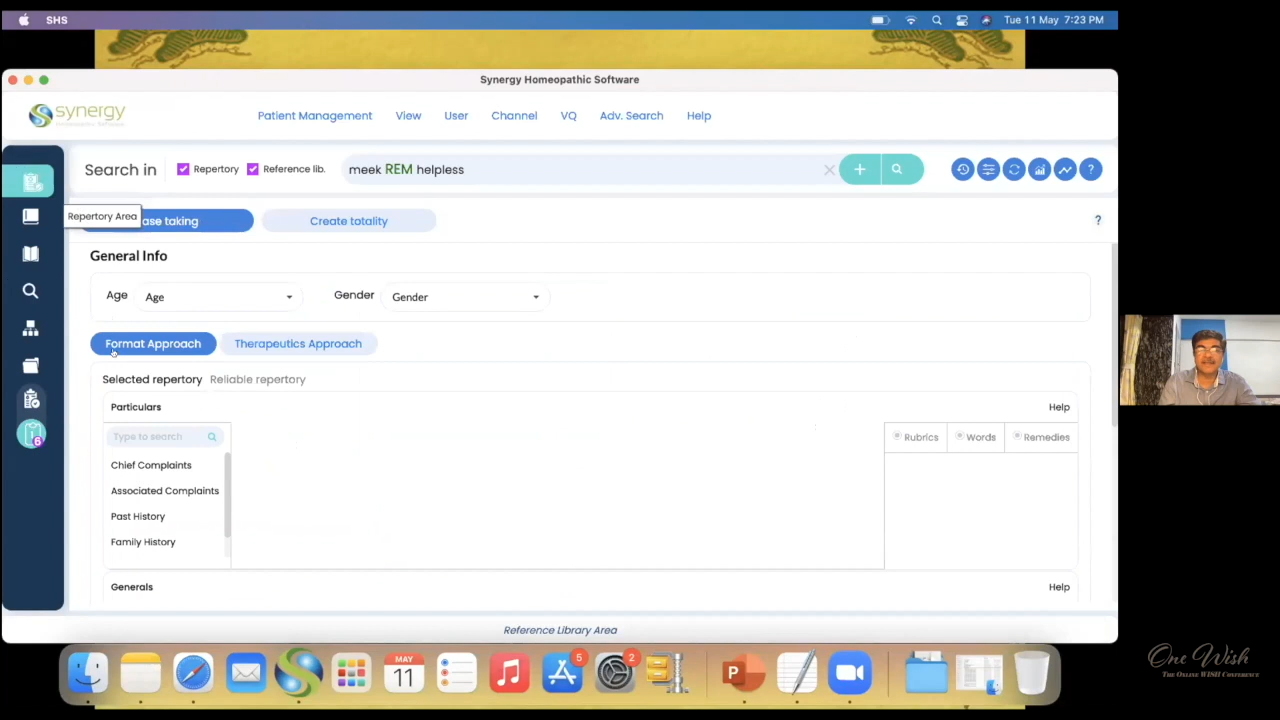 SHS
Tue 11 May 7:23 PM
Synergy Homeopathic Software
synergy
Patient Management View User Channel VQ Adv. Search Help
Search in Repertory Reference lib. meek REM helpless
Repertory Area
ase taking Create totality ?
General Info
Age Age Gender Gender
Format Approach Therapeutics Approach
Selected repertory Reliable repertory
Particulars Help
Type to search Rubrics Words Remedies
Chief Complaints
Associated Complaints
Past History
Family History
Generals Help
6
Reference Library Area
MAY
11
5
2
P
One Wish
The Online WISH Conference